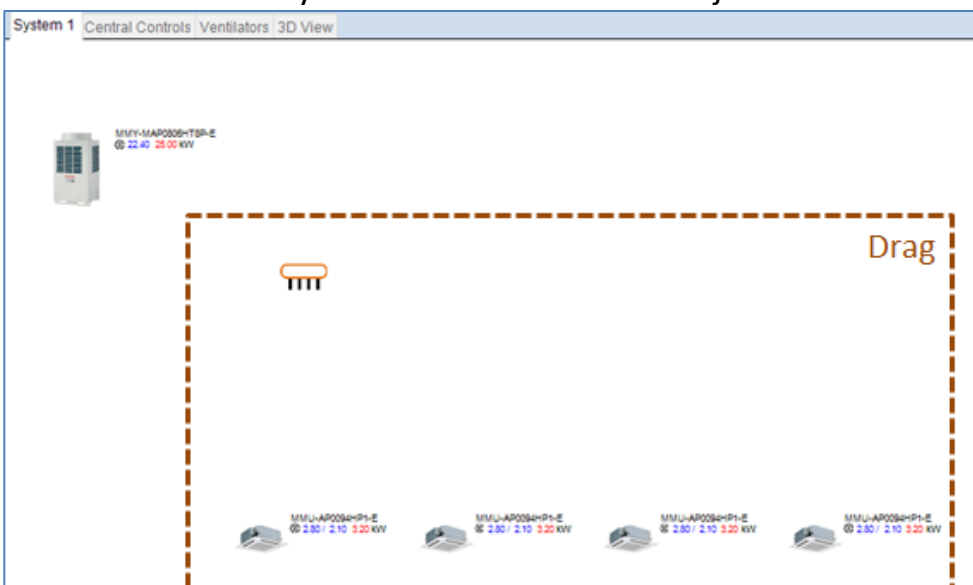 System 1 Central Controls Ventilators 3D View
MMY-MAP0806HT8P-E
22.40 25.00 kW
Drag
MMU-AP0094HP1-E MMU-AP0094HP1-E MMU-AP0094HP1-E MMU-AP0094HP1-E
2.80 / 2.10 3.20 kW 2.80 / 2.10 3.20 kW 2.80 / 2.10 3.20 kW 2.80 / 2.10 3.20 kW